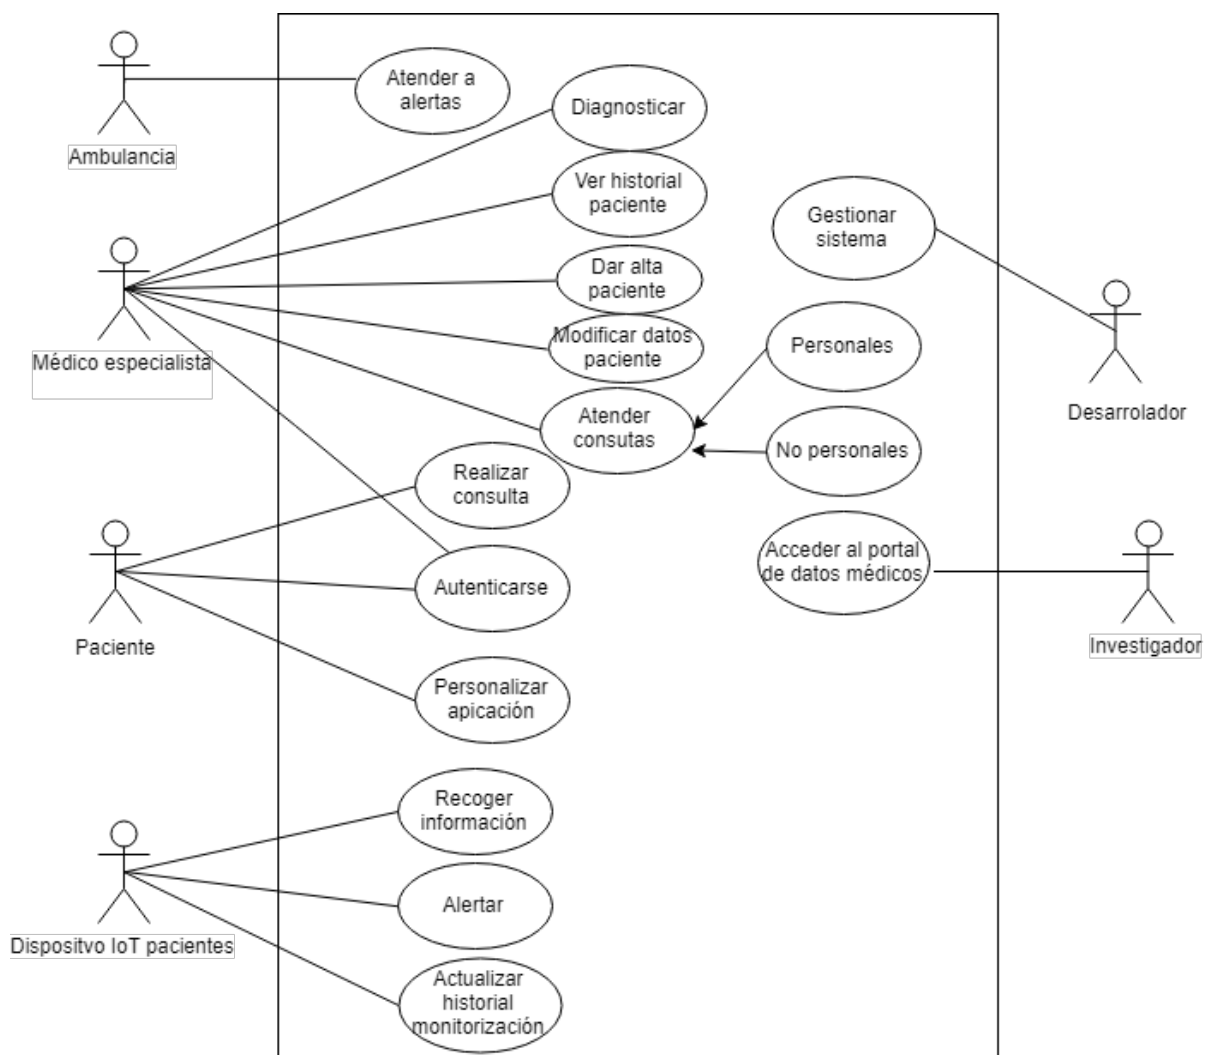 Atender a
alertas
Ambulancia
Diagnosticar
Ver historial
paciente
Gestionar
sistema
Dar alta
paciente
Médico especialista
Modificar datos
paciente
Personales
Desarrolador
Atender
consutas
No personales
Realizar
consulta
Acceder al portal
de datos médicos
Autenticarse
Paciente
Investigador
Personalizar
apicación
Recoger
información
Alertar
Dispositvo IoT pacientes
Actualizar
historial
monitorización